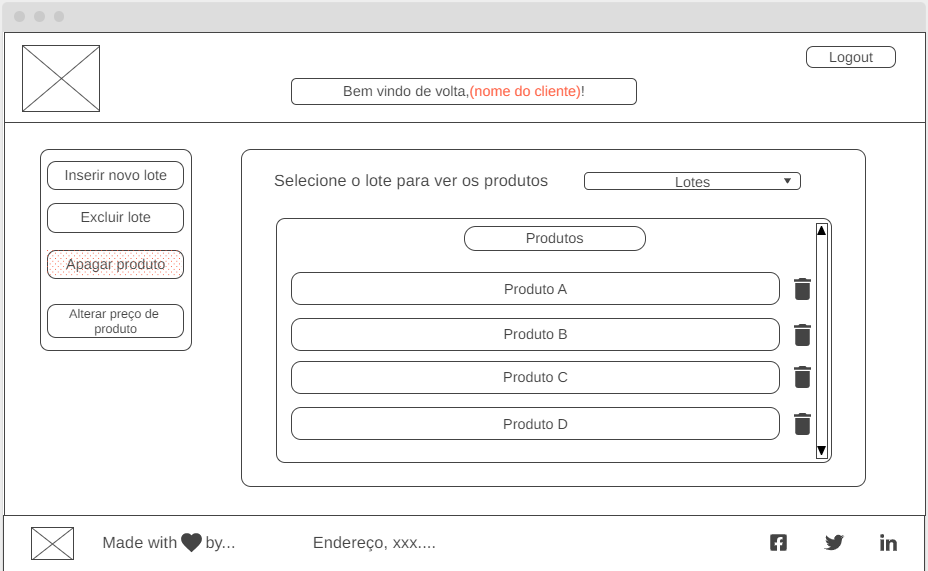 Logout
Bem vindo de volta,(nome do cliente)!
Inserir novo lote
Excluir lote
Apagar produto
Alterar preço de
produto
Selecione o lote para ver os produtos
Lotes
Produtos
Produto A
Produto B
Produto C
Produto D
Made with by...
Endereço, xxx....
in